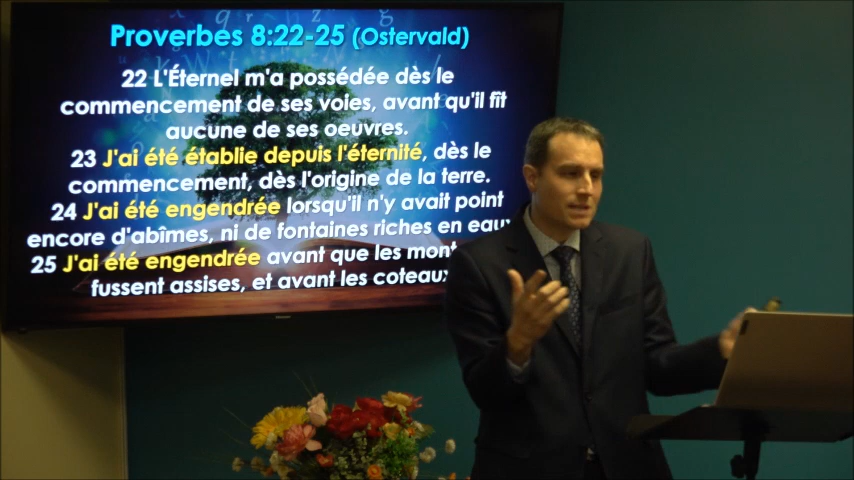 Proverbes 8:22-25 (Ostervald)
22 L'Éternel m'a possédée dès le
commencement de ses voies, avant qu'il fît
aucune de ses oeuvres.
23 J'ai été établie depuis l'éternité, dès le
commencement, dès l'origine de la terre.
24 J'ai été engendrée lorsqu'il n'y avait point
encore d'abîmes, ni de fontaines riches en eaux
25 J'ai été engendrée avant que les mont
fussent assises, et avant les coteaux